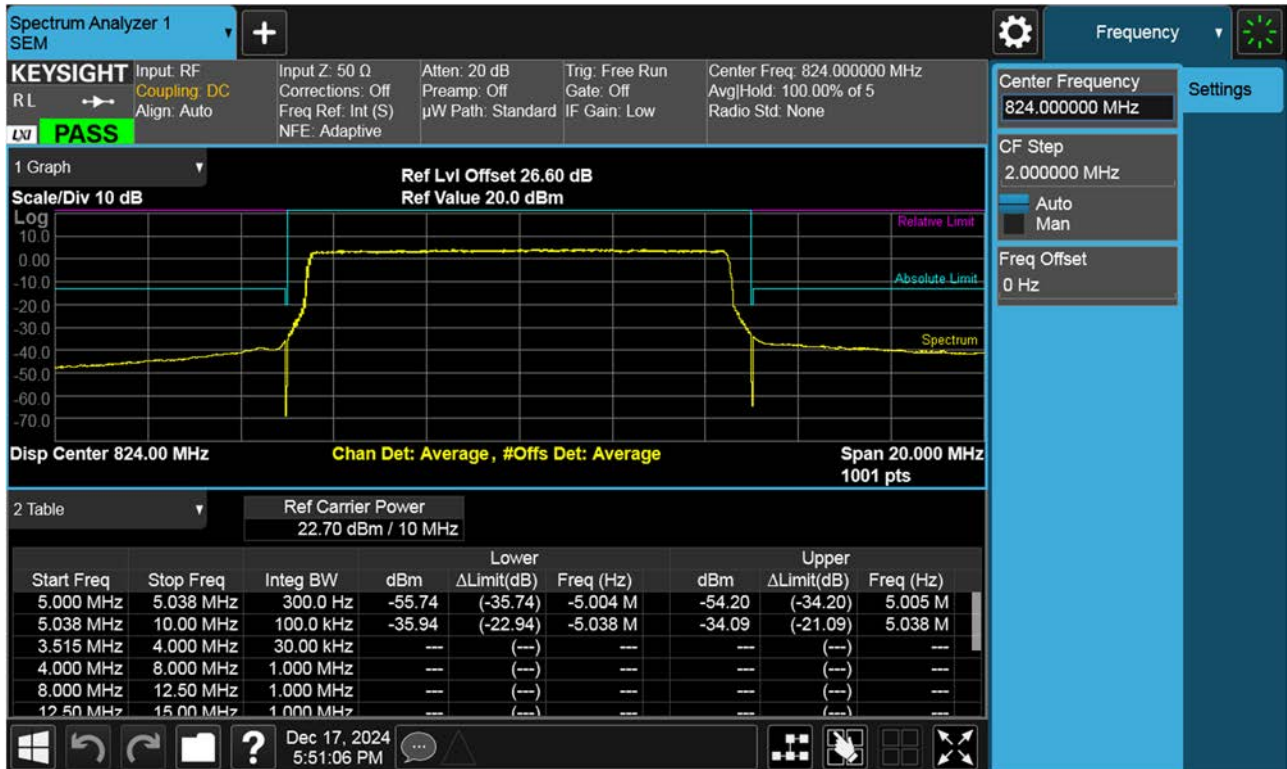 Spectrum Analyzer 1
SEM
Frequency
KEYSIGHT
R L
LXI
PASS
Input: RF
Coupling: DC
Align: Auto
Input Z: 50 Ω
Corrections: Off
Freq Ref: Int (S)
NFE: Adaptive
Atten: 20 dB
Preamp: Off
µW Path: Standard
Trig: Free Run
Gate: Off
IF Gain: Low
Center Freq: 824.000000 MHz
Avg|Hold: 100.00% of 5
Radio Std: None
Center Frequency
824.000000 MHz
Settings
CF Step
2.000000 MHz
Auto
Man
Freq Offset
0 Hz
1 Graph
Scale/Div 10 dB
Ref Lvl Offset 26.60 dB
Ref Value 20.0 dBm
Log
10.0
0.00
-10.0
-20.0
-30.0
-40.0
-50.0
-60.0
-70.0
Relative Limit
Absolute Limit
Spectrum
Disp Center 824.00 MHz
Chan Det: Average , #Offs Det: Average
Span 20.000 MHz
1001 pts
2 Table
Ref Carrier Power
22.70 dBm / 10 MHz
Lower Upper
Start Freq Stop Freq Integ BW dBm ΔLimit(dB) Freq (Hz) dBm ΔLimit(dB) Freq (Hz)
5.000 MHz 5.038 MHz 300.0 Hz -55.74 (-35.74) -5.004 M -54.20 (-34.20) 5.005 M
5.038 MHz 10.00 MHz 100.0 kHz -35.94 (-22.94) -5.038 M -34.09 (-21.09) 5.038 M
3.515 MHz 4.000 MHz 30.00 kHz --- (---) --- --- (---) ---
4.000 MHz 8.000 MHz 1.000 MHz --- (---) --- --- (---) ---
8.000 MHz 12.50 MHz 1.000 MHz --- (---) --- --- (---) ---
12.50 MHz 15.00 MHz 1.000 MHz --- (---) --- --- (---) ---
?
Dec 17, 2024
5:51:06 PM